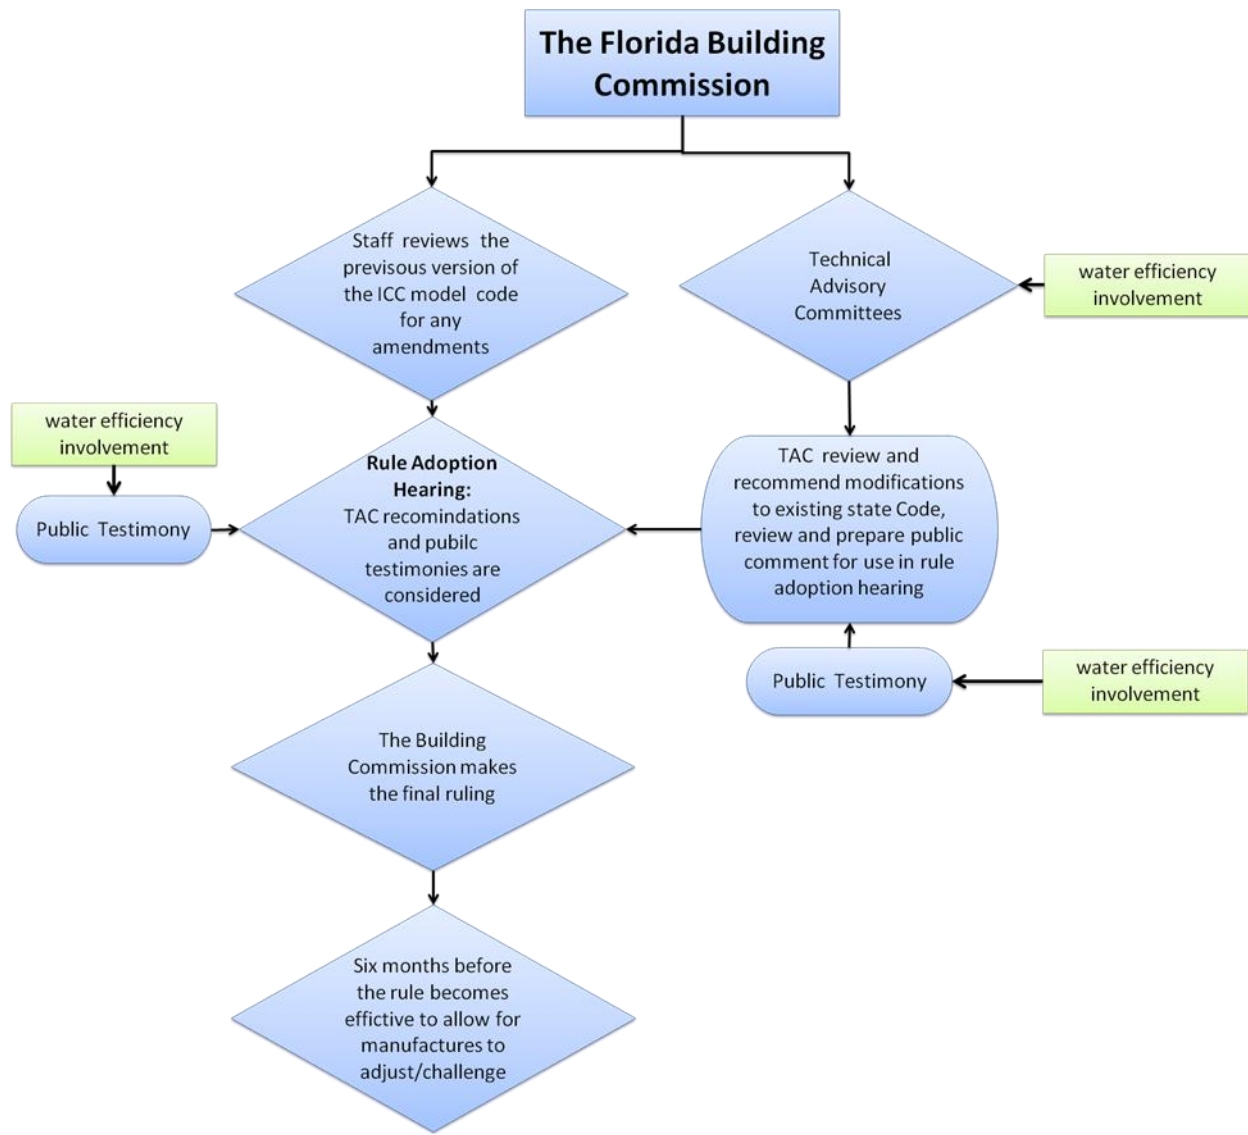 The Florida Building
Commission
Staff reviews the
previsous version of
the ICC model code
for any
amendments
Technical
Advisory
Committees
water efficiency
involvement
water efficiency
involvement
Public Testimony
Rule Adoption
Hearing:
TAC recomindations
and pubilc
testimonies are
considered
TAC review and
recommend modifications
to existing state Code,
review and prepare public
comment for use in rule
adoption hearing
Public Testimony
water efficiency
involvement
The Building
Commission makes
the final ruling
Six months before
the rule becomes
effictive to allow for
manufactures to
adjust/challenge